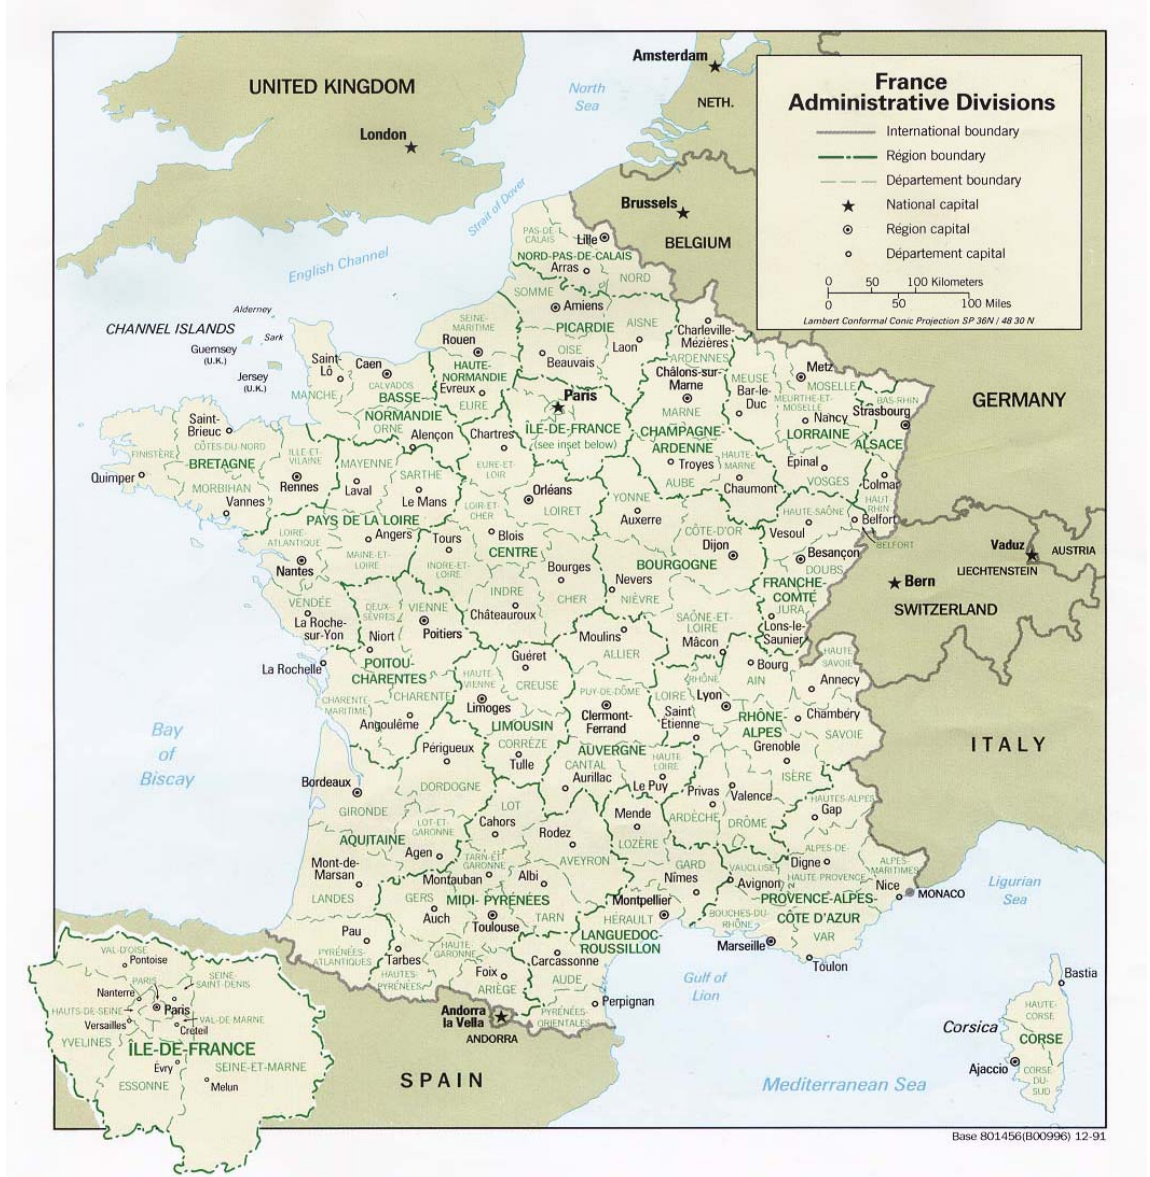 France
Administrative Divisions
International boundary
Région boundary
Département boundary
National capital
Région capital
Département capital
0 50 100 Kilometers
0 50 100 Miles
Lambert Conformal Conic Projection SP 36N / 48 30 N
Amsterdam
UNITED KINGDOM
North
Sea
NETH.
London
Strait of Dover
Brussels
BELGIUM
English Channel
PAS-DE-
CALAIS
Lille
NORD-PAS-DE-CALAIS
Arras
NORD
SOMME
Amiens
Alderney
CHANNEL ISLANDS
Sark
Guernsey
(U.K.)
Jersey
(U.K.)
SEINE-
MARITIME
Rouen
PICARDIE
AISNE
OISE
Beauvais
Laon
Charleville-
Mézières
ARDENNES
Saint-
Lô
Caen
CALVADOS
MANCHE
BASSE-
NORMANDIE
ORNE
HAUTE-
NORMANDIE
Évreux
EURE
Paris
ÎLE-DE-FRANCE
(see inset below)
Châlons-sur-
Marne
MARNE
CHAMPAGNE-
ARDENNE
MEUSE
Bar-le-
Duc
Metz
MOSELLE
MEURTHE-ET-
MOSELLE
Nancy
LORRAINE
BAS-RHIN
Strasbourg
ALSACE
GERMANY
Saint-
Brieuc
CÔTES-DU-NORD
FINISTÈRE
BRETAGNE
Quimper
MORBIHAN
Vannes
ILLE-ET-
VILAINE
Rennes
MAYENNE
Laval
SARTHE
Le Mans
Alençon
Chartres
EURE-ET-
LOIR
Orléans
LOIRET
Troyes
AUBE
HAUTE-
MARNE
Chaumont
Epinal
VOSGES
Colmar
HAUT
RHIN
PAYS DE LA LOIRE
LOIRE-
ATLANTIQUE
Angers
MAINE-ET-
LOIRE
Nantes
LOIR-ET-
CHER
Blois
Tours
CENTRE
INDRE-ET-
LOIRE
YONNE
Auxerre
CÔTE-D'OR
Dijon
BOURGOGNE
HAUTE-SAÔNE
Vesoul
Belfort
BELFORT
Besançon
DOUBS
Vaduz
AUSTRIA
LIECHTENSTEIN
Bern
SWITZERLAND
VENDÉE
La Roche-
sur-Yon
DEUX-
SÈVRES
VIENNE
Poitiers
Niort
INDRE
Châteauroux
Bourges
CHER
Nevers
NIÈVRE
FRANCHE-
COMTÉ
JURA
Lons-le-
Saunier
SAÔNE-ET-
LOIRE
Mâcon
Moulins
ALLIER
La Rochelle
POITOU-
CHARENTES
CHARENTE-
MARITIME
CHARENTE
Angoulême
Guéret
CREUSE
HAUTE-
VIENNE
Limoges
LIMOUSIN
CORRÈZE
Tulle
PUY-DE-DÔME
Clermont-
Ferrand
AUVERGNE
CANTAL
Aurillac
HAUTE
LOIRE
Le Puy
LOIRE
RHÔNE
Lyon
Saint
Étienne
Bourg
AIN
HAUTE
SAVOIE
Annecy
RHÔNE-
ALPES
Chambéry
SAVOIE
Grenoble
ISÈRE
ITALY
Bay
of
Biscay
Périgueux
DORDOGNE
Bordeaux
GIRONDE
AQUITAINE
LOT-ET-
GARONNE
Agen
Mont-de-
Marsan
LANDES
LOT
Cahors
Rodez
AVEYRON
TARN-ET-
GARONNE
Montauban
Albi
Mende
LOZÈRE
Privas
ARDÈCHE
Valence
DRÔME
HAUTES-ALPES
Gap
ALPES-DE-
HAUTE-PROVENCE
Digne
ALPES-
MARITIMES
Nice
MONACO
VAUCLUSE
Avignon
GARD
Nîmes
PROVENCE-ALPES-
CÔTE D'AZUR
BOUCHES-DU-
RHÔNE
Marseille
VAR
Toulon
Ligurian
Sea
GERS
Auch
MIDI-PYRÉNÉES
TARN
Toulouse
Montpellier
HÉRAULT
LANGUEDOC-
ROUSSILLON
Pau
PYRÉNÉES-
ATLANTIQUES
Tarbes
HAUTES-
PYRÉNÉES
HAUTE
GARONNE
Foix
ARIÈGE
Carcassonne
AUDE
Perpignan
PYRÉNÉES-
ORIENTALES
Gulf of
Lion
Andorra
la Vella
ANDORRA
SPAIN
Mediterranean Sea
Bastia
HAUTE-
CORSE
Corsica
CORSE
Ajaccio
CORSE
DU-
SUD
VAL-D'OISE
Pontoise
PARIS
SEINE-
SAINT-DENIS
Nanterre
HAUTS-DE-SEINE
Paris
Versailles
VAL-DE-MARNE
Créteil
YVELINES
ÎLE-DE-FRANCE
Évry
SEINE-ET-MARNE
ESSONNE
Melun
Base 801456(B00996) 12-91